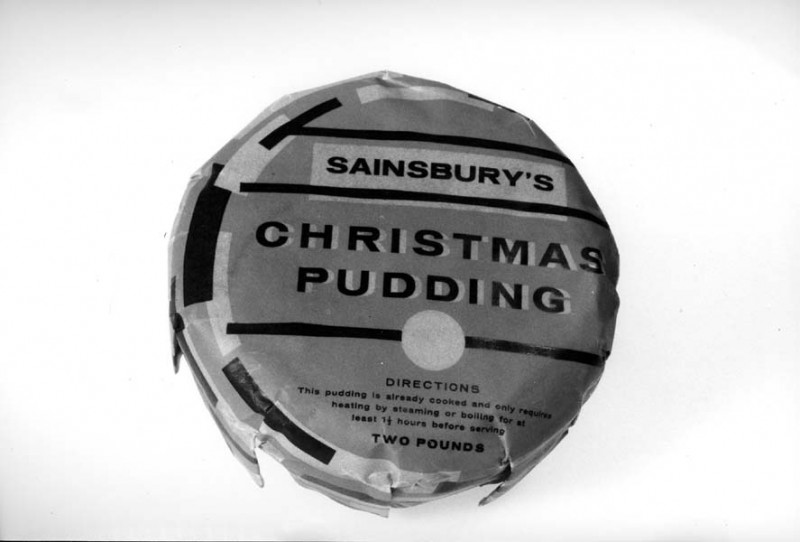 SAINSBURY'S
CHRISTMAS
PUDDING
DIRECTIONS
This pudding is already cooked and only requires
heating by steaming or boiling for at
least 1½ hours before serving
TWO POUNDS